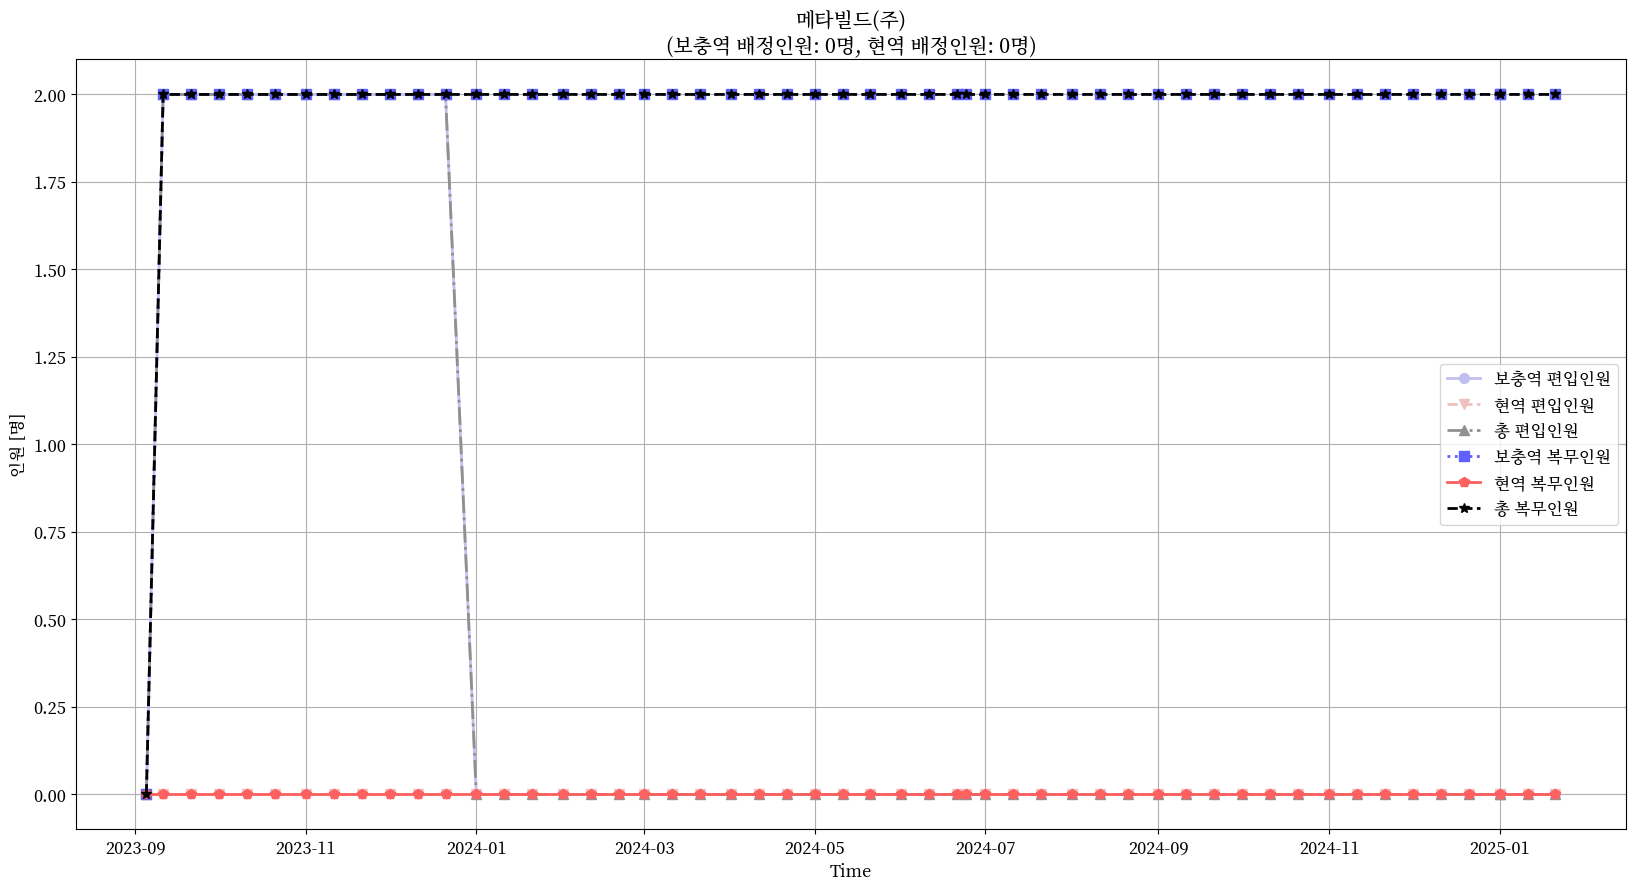 메타빌드(주)
(보충역 배정인원: 0명, 현역 배정인원: 0명)
인원 [명]
2.00
1.75
1.50
1.25
1.00
0.75
0.50
0.25
0.00
보충역 편입인원
현역 편입인원
총 편입인원
보충역 복무인원
현역 복무인원
총 복무인원
2023-09 2023-11 2024-01 2024-03 2024-05 2024-07 2024-09 2024-11 2025-01
Time